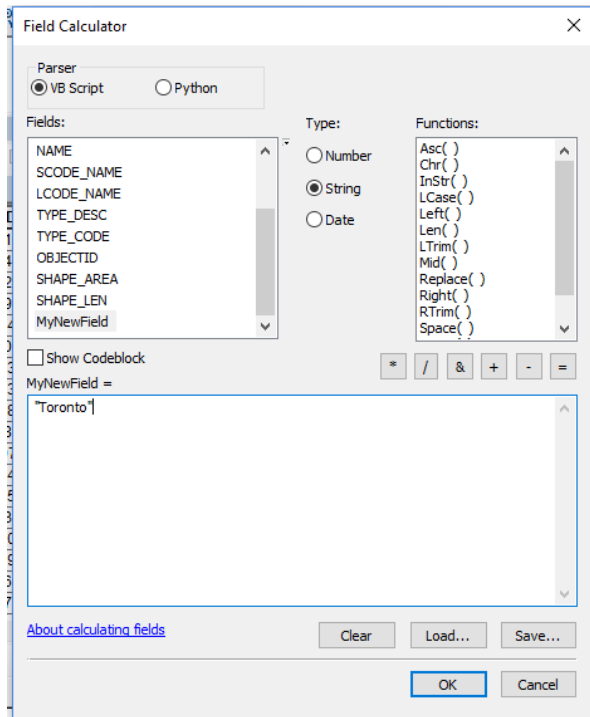 Field Calculator
Parser
VB Script
Python
Fields:
NAME
SCODE_NAME
LCODE_NAME
TYPE_DESC
TYPE_CODE
OBJECTID
SHAPE_AREA
SHAPE_LEN
MyNewField
Type:
Number
String
Date
Functions:
Asc( )
Chr( )
InStr( )
LCase( )
Left( )
Len( )
LTrim( )
Mid( )
Replace( )
Right( )
RTrim( )
Space( )
Show Codeblock
* / & + - =
MyNewField =
"Toronto"
About calculating fields
Clear Load... Save...
OK Cancel